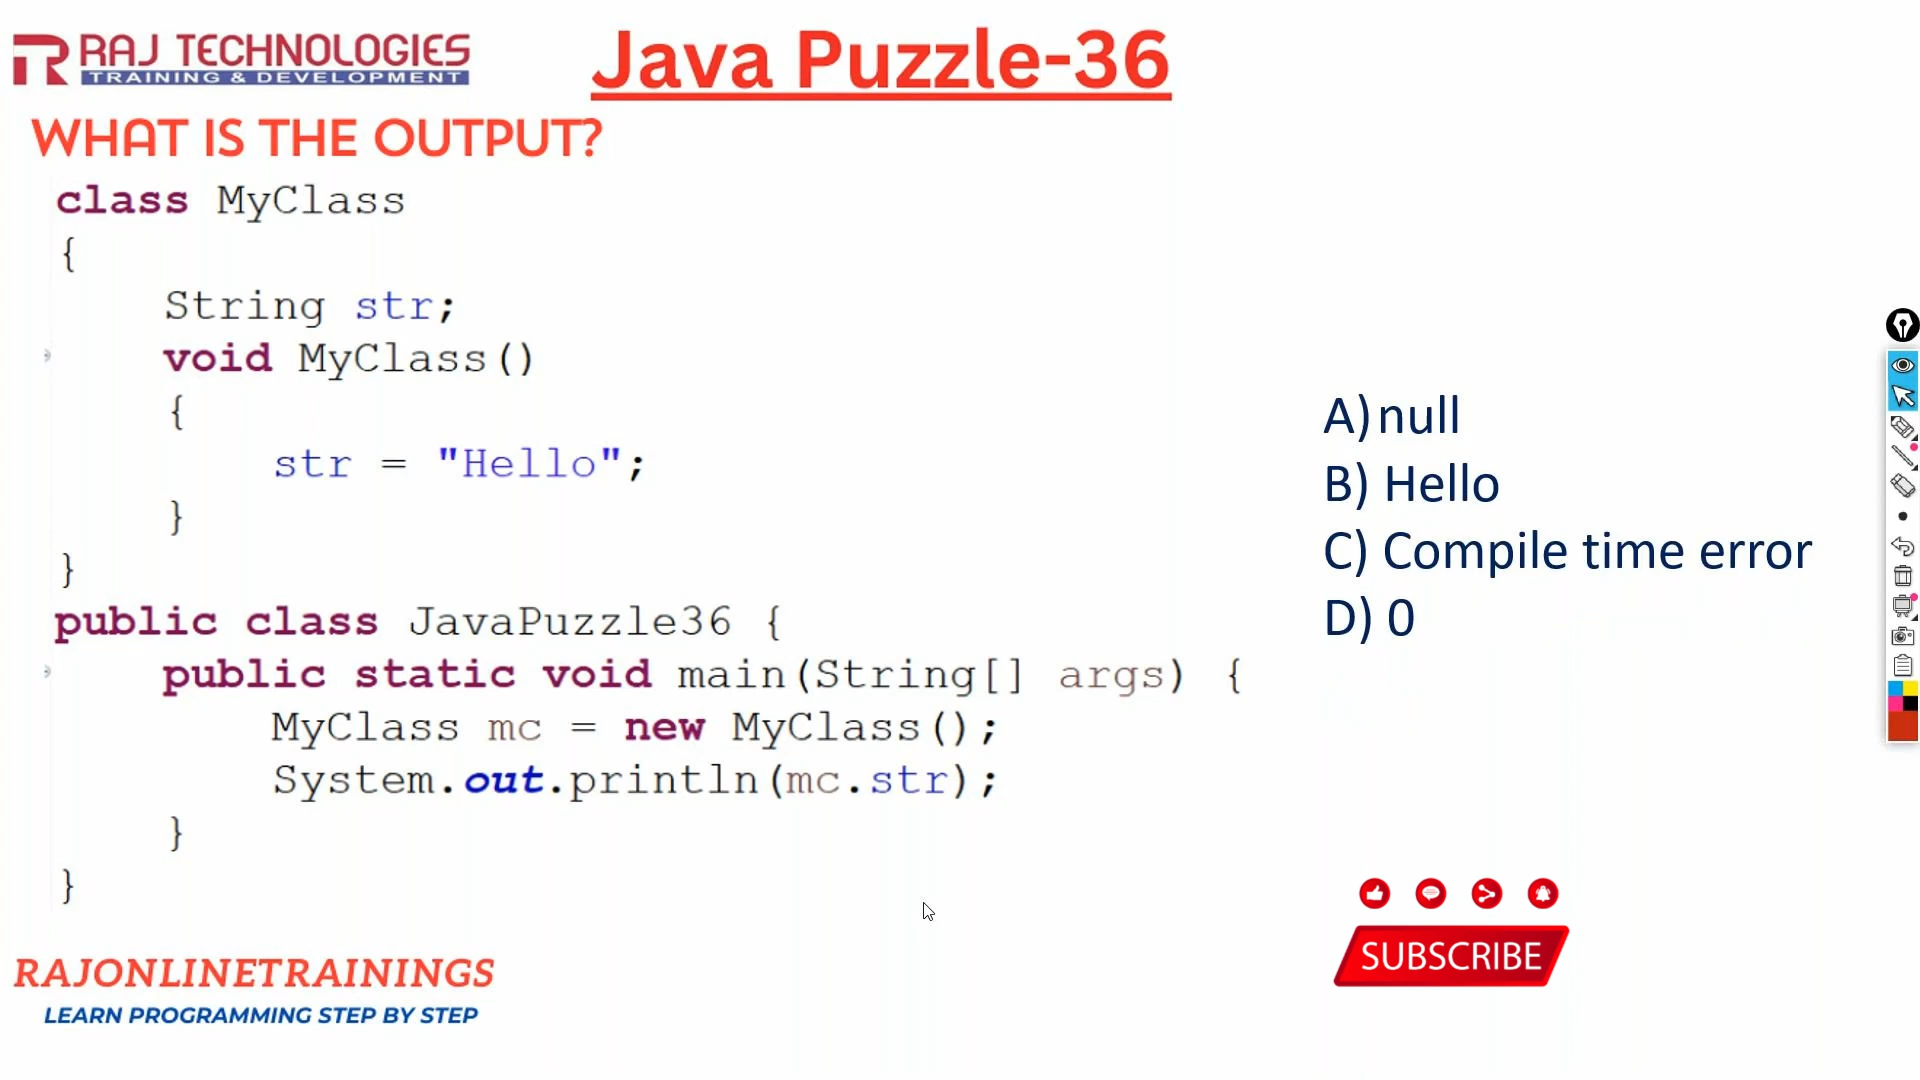 RAJ TECHNOLOGIES
TRAINING & DEVELOPMENT
Java Puzzle-36
WHAT IS THE OUTPUT?
class MyClass
{
String str;
void MyClass()
{
str = "Hello";
}
}
public class JavaPuzzle36 {
public static void main(String[] args) {
MyClass mc = new MyClass();
System.out.println(mc.str);
}
}
A) null
B) Hello
C) Compile time error
D) 0
SUBSCRIBE
RAJONLINETRAININGS
LEARN PROGRAMMING STEP BY STEP